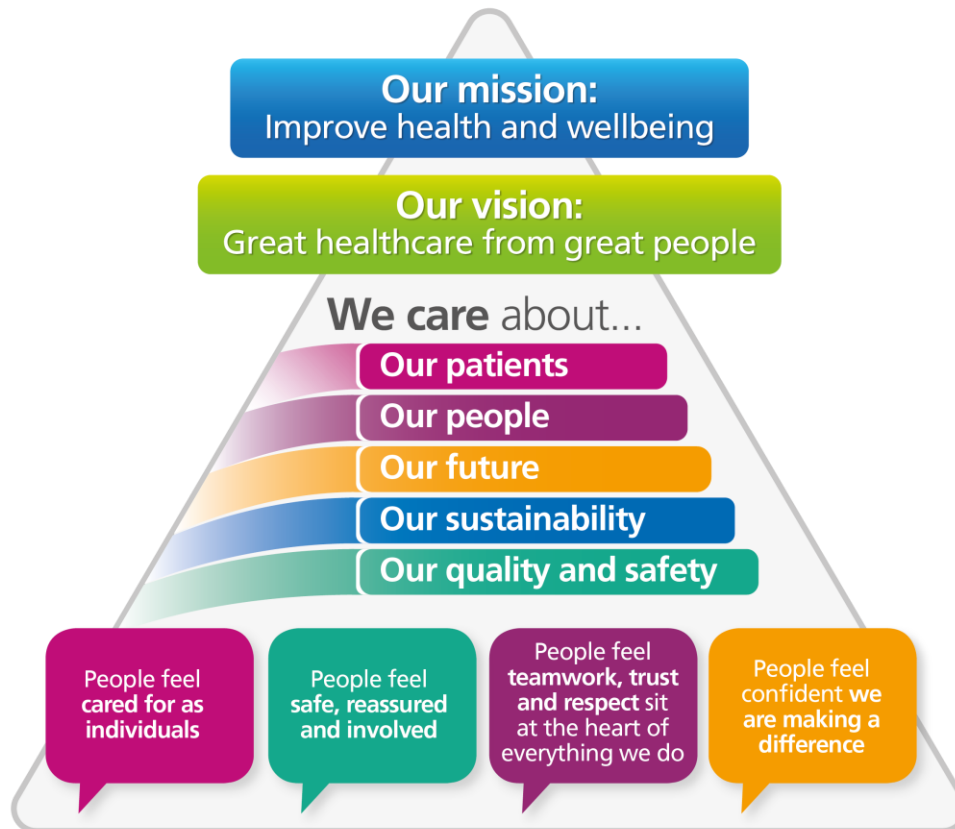 Our mission:
Improve health and wellbeing
Our vision:
Great healthcare from great people
We care about...
Our patients
Our people
Our future
Our sustainability
Our quality and safety
People feel
cared for as
individuals
People feel
safe, reassured
and involved
People feel
teamwork, trust
and respect sit
at the heart of
everything we do
People feel
confident we
are making a
difference